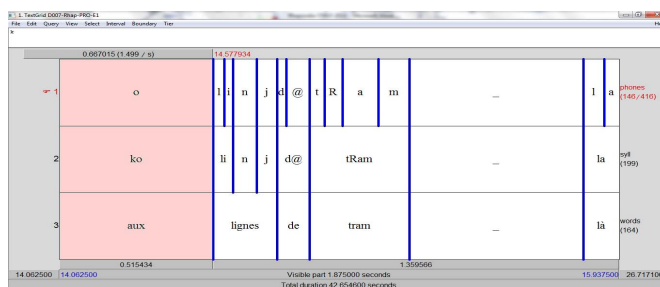 1. TextGrid D007-Rhap-PRO-E1
File Edit Query View Select Interval Boundary Tier
0.667015 (1.499 / s) 14.577934
1 o l i n j d @ t R a m _ l a phones (146/416)
2 ko li n j d@ tRam _ la syll (199)
3 aux lignes de tram _ là words (164)
0.515434 1.359566
14.062500 14.062500 Visible part 1.875000 seconds 15.937500 26.71710
Total duration 42.654600 seconds